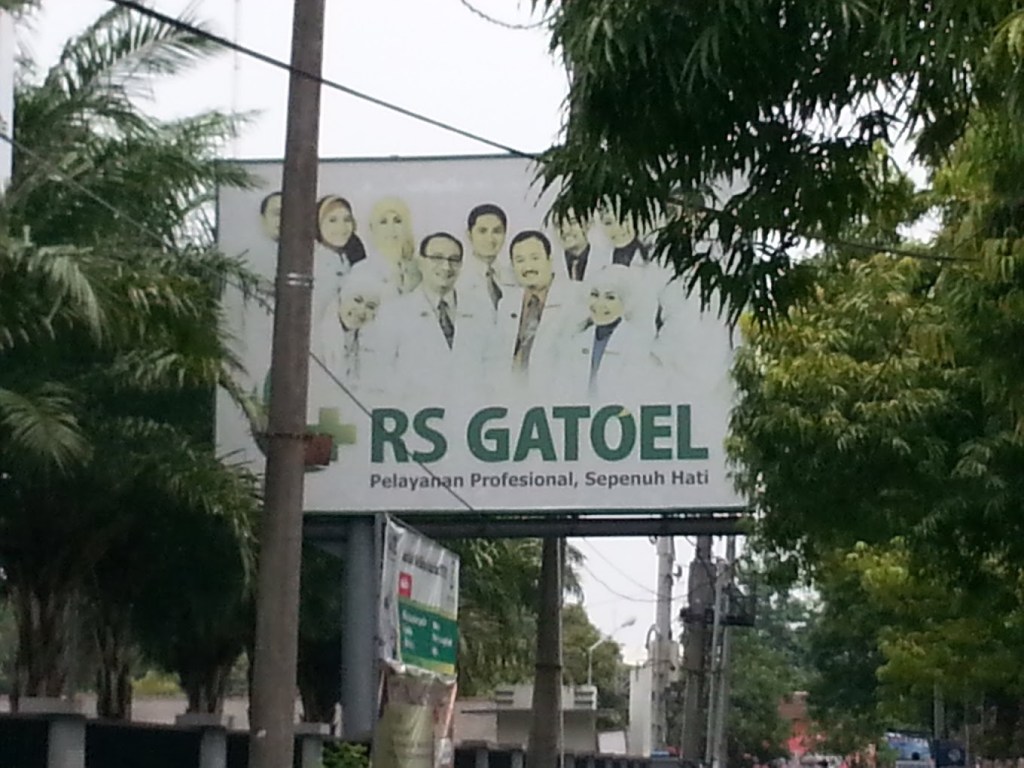 RS GATOEL
Pelayanan Profesional, Sepenuh Hati